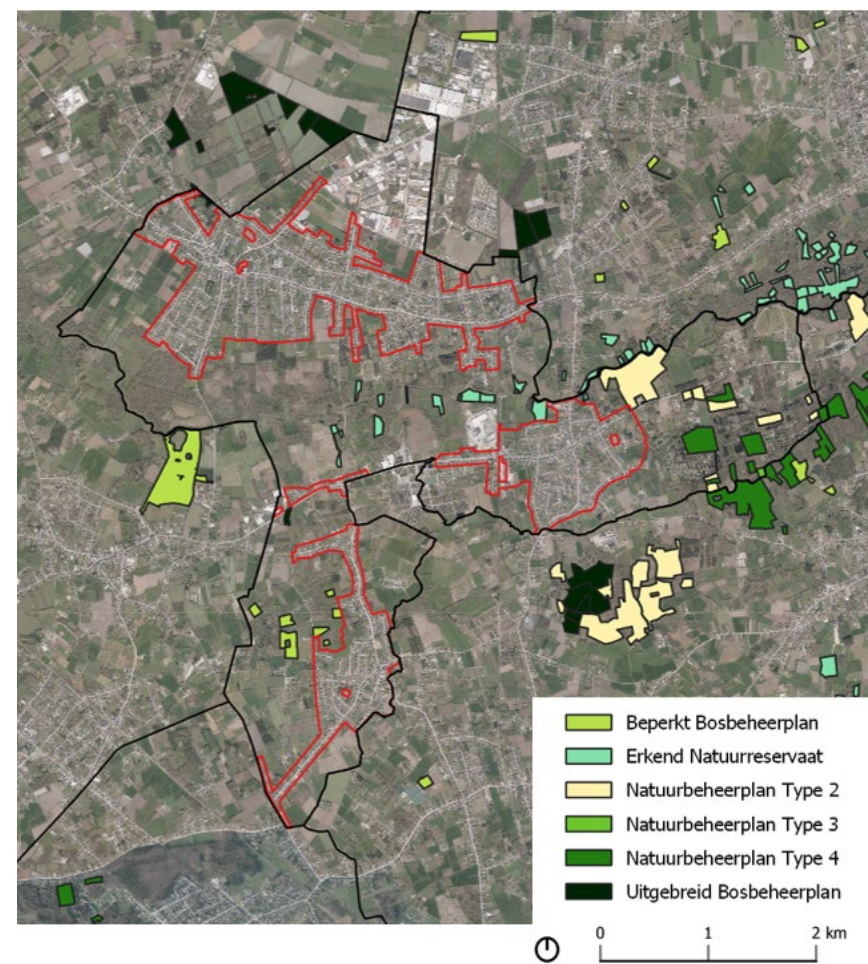 Beperkt Bosbeheerplan
Erkend Natuurreservaat
Natuurbeheerplan Type 2
Natuurbeheerplan Type 3
Natuurbeheerplan Type 4
Uitgebreid Bosbeheerplan
0 1 2 km